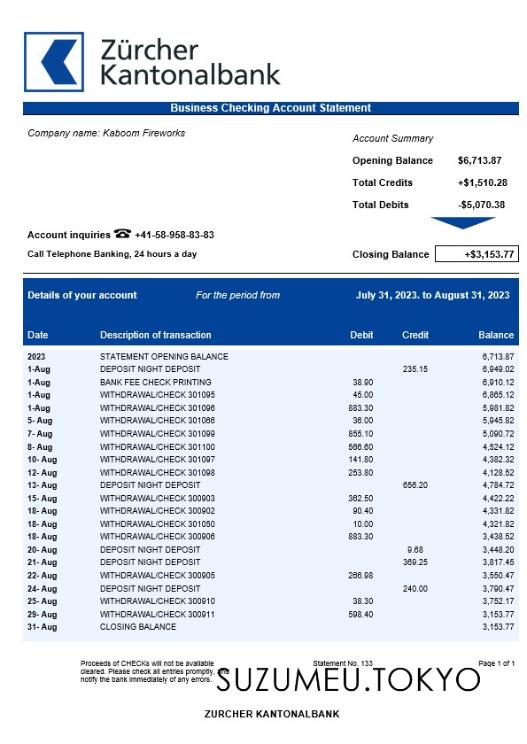 Zürcher
Kantonalbank
Business Checking Account Statement
Company name: Kaboom Fireworks
Account Summary
Opening Balance $6,713.87
Total Credits +$1,510.28
Total Debits -$5,070.38
Account inquiries ☎ +41-58-958-83-83
Call Telephone Banking, 24 hours a day
Closing Balance +$3,153.77
Details of your account For the period from July 31, 2023. to August 31, 2023
Date Description of transaction Debit Credit Balance
2023 STATEMENT OPENING BALANCE 6,713.87
1-Aug DEPOSIT NIGHT DEPOSIT 235.15 6,949.02
1-Aug BANK FEE CHECK PRINTING 38.90 6,910.12
1-Aug WITHDRAWAL/CHECK 301095 45.00 6,865.12
1-Aug WITHDRAWAL/CHECK 301096 883.30 5,981.82
5- Aug WITHDRAWAL/CHECK 301066 36.00 5,945.82
7- Aug WITHDRAWAL/CHECK 301099 855.10 5,090.72
8- Aug WITHDRAWAL/CHECK 301100 566.60 4,524.12
10- Aug WITHDRAWAL/CHECK 301097 141.80 4,382.32
12- Aug WITHDRAWAL/CHECK 301098 253.80 4,128.52
13- Aug DEPOSIT NIGHT DEPOSIT 656.20 4,784.72
15- Aug WITHDRAWAL/CHECK 300903 362.50 4,422.22
18- Aug WITHDRAWAL/CHECK 300902 90.40 4,331.82
18- Aug WITHDRAWAL/CHECK 301050 10.00 4,321.82
18- Aug WITHDRAWAL/CHECK 300906 883.30 3,438.52
20- Aug DEPOSIT NIGHT DEPOSIT 9.68 3,448.20
21- Aug DEPOSIT NIGHT DEPOSIT 369.25 3,817.45
22- Aug WITHDRAWAL/CHECK 300905 266.98 3,550.47
24- Aug DEPOSIT NIGHT DEPOSIT 240.00 3,790.47
25- Aug WITHDRAWAL/CHECK 300910 38.30 3,752.17
29- Aug WITHDRAWAL/CHECK 300911 598.40 3,153.77
31- Aug CLOSING BALANCE 3,153.77
Proceeds of CHECKs will not be available Statement No. 133 Page 1 of 1
cleared. Please check all entries promptly,
notify the bank immediately of any errors.
SUZUMEU.TOKYO
ZURCHER KANTONALBANK